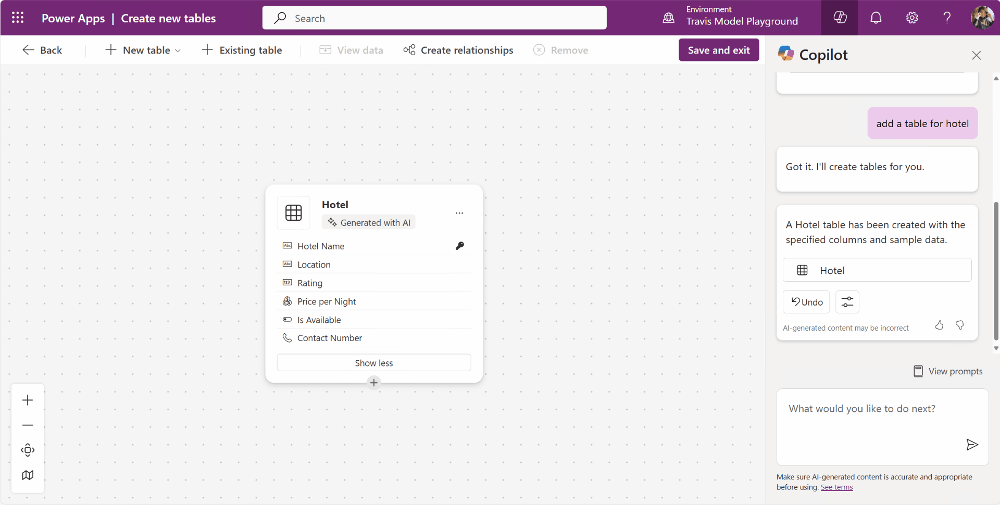 Power Apps | Create new tables
Search
Environment
Travis Model Playground
Back
New table
Existing table
View data
Create relationships
Remove
Save and exit
Copilot
add a table for hotel
Got it. I'll create tables for you.
A Hotel table has been created with the
specified columns and sample data.
Hotel
Undo
AI-generated content may be incorrect
View prompts
What would you like to do next?
Make sure AI-generated content is accurate and appropriate
before using. See terms
Hotel
Generated with AI
Abc Hotel Name
Abc Location
123 Rating
Price per Night
Is Available
Contact Number
Show less